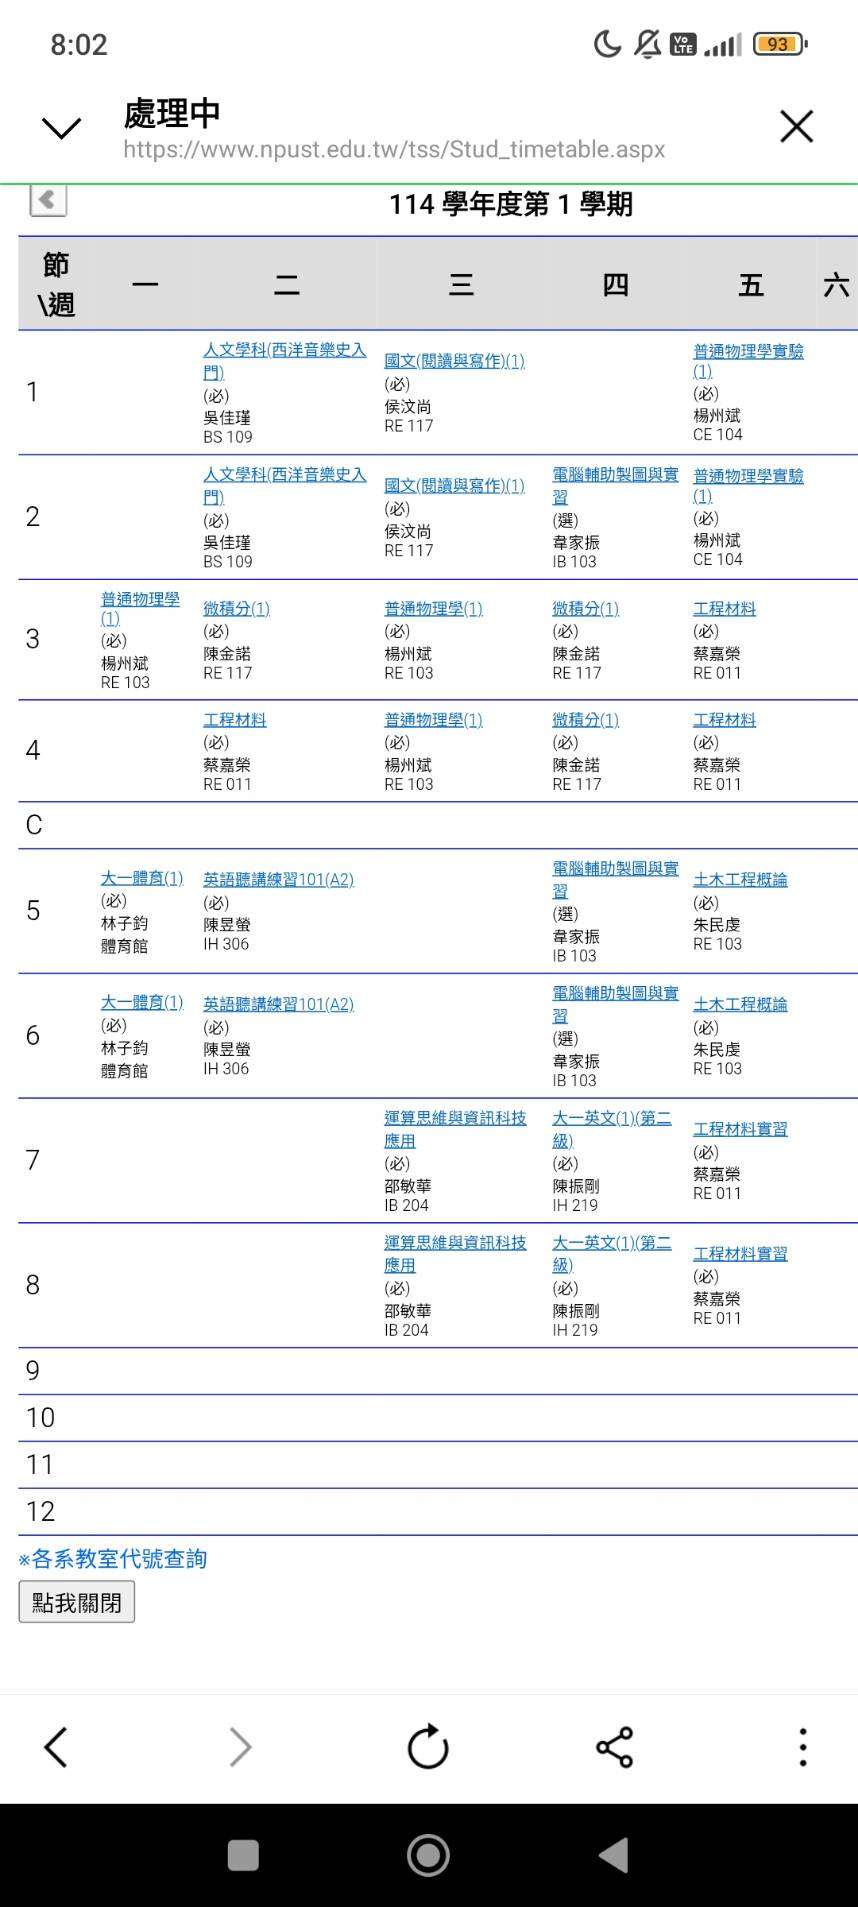 8:02
Vo LTE
93
處理中
https://www.npust.edu.tw/tss/Stud_timetable.aspx
114 學年度第 1 學期
節
\週
一
二
三
四
五
六
1
人文學科(西洋音樂史入
門)
(必)
吳佳瑾
BS 109
國文(閱讀與寫作)(1)
(必)
侯汶尚
RE 117
普通物理學實驗
(1)
(必)
楊州斌
CE 104
2
人文學科(西洋音樂史入
門)
(必)
吳佳瑾
BS 109
國文(閱讀與寫作)(1)
(必)
侯汶尚
RE 117
電腦輔助製圖與實
習
(選)
韋家振
IB 103
普通物理學實驗
(1)
(必)
楊州斌
CE 104
3
普通物理學
(1)
(必)
楊州斌
RE 103
微積分(1)
(必)
陳金諾
RE 117
普通物理學(1)
(必)
楊州斌
RE 103
微積分(1)
(必)
陳金諾
RE 117
工程材料
(必)
蔡嘉榮
RE 011
4
工程材料
(必)
蔡嘉榮
RE 011
普通物理學(1)
(必)
楊州斌
RE 103
微積分(1)
(必)
陳金諾
RE 117
工程材料
(必)
蔡嘉榮
RE 011
C
5
大一體育(1)
(必)
林子鈞
體育館
英語聽講練習101(A2)
(必)
陳昱螢
IH 306
電腦輔助製圖與實
習
(選)
韋家振
IB 103
土木工程概論
(必)
朱民虔
RE 103
6
大一體育(1)
(必)
林子鈞
體育館
英語聽講練習101(A2)
(必)
陳昱螢
IH 306
電腦輔助製圖與實
習
(選)
韋家振
IB 103
土木工程概論
(必)
朱民虔
RE 103
7
運算思維與資訊科技
應用
(必)
邵敏華
IB 204
大一英文(1)(第二
級)
(必)
陳振剛
IH 219
工程材料實習
(必)
蔡嘉榮
RE 011
8
運算思維與資訊科技
應用
(必)
邵敏華
IB 204
大一英文(1)(第二
級)
(必)
陳振剛
IH 219
工程材料實習
(必)
蔡嘉榮
RE 011
9
10
11
12
※各系教室代號查詢
點我關閉